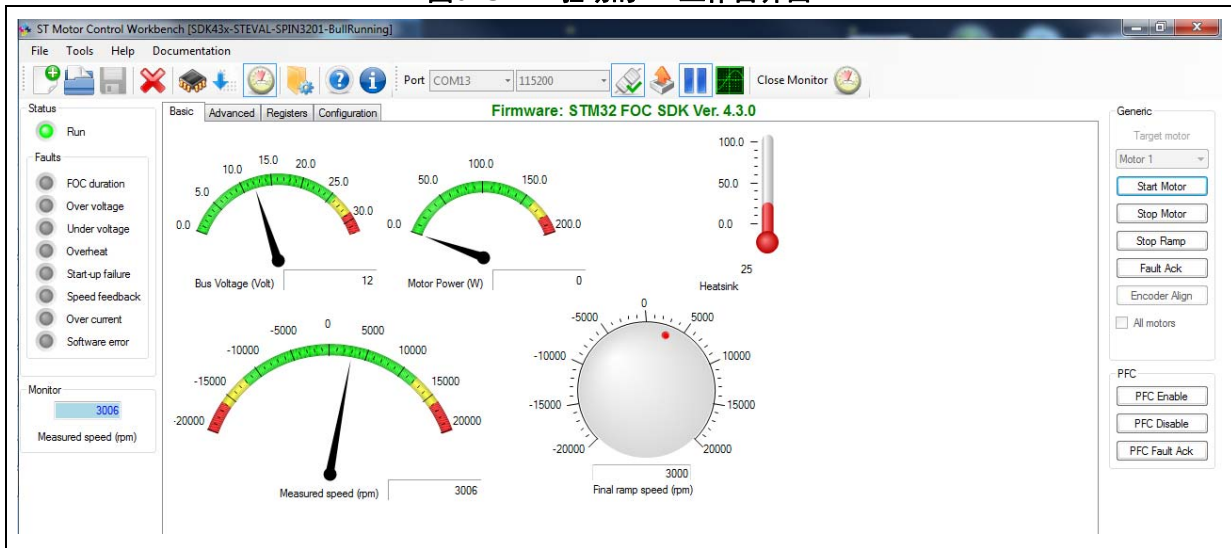 ST Motor Control Workbench [SDK43x-STEVAL-SPIN3201-BullRunning]
File Tools Help Documentation
Port COM13 115200 Close Monitor
Status
Run
Faults
FOC duration
Over voltage
Under voltage
Overheat
Start-up failure
Speed feedback
Over current
Software error
Monitor
3006
Measured speed (rpm)
Basic Advanced Registers Configuration
Firmware: STM32 FOC SDK Ver. 4.3.0
0.0 5.0 10.0 15.0 20.0 25.0 30.0
Bus Voltage (Volt) 12
0.0 50.0 100.0 150.0 200.0
Motor Power (W) 0
100.0
50.0
0.0
25
Heatsink
-20000 -15000 -10000 -5000 0 5000 10000 15000 20000
Measured speed (rpm) 3006
-20000 -15000 -10000 -5000 0 5000 10000 15000 20000
3000
Final ramp speed (rpm)
Generic
Target motor
Motor 1
Start Motor
Stop Motor
Stop Ramp
Fault Ack
Encoder Align
All motors
PFC
PFC Enable
PFC Disable
PFC Fault Ack